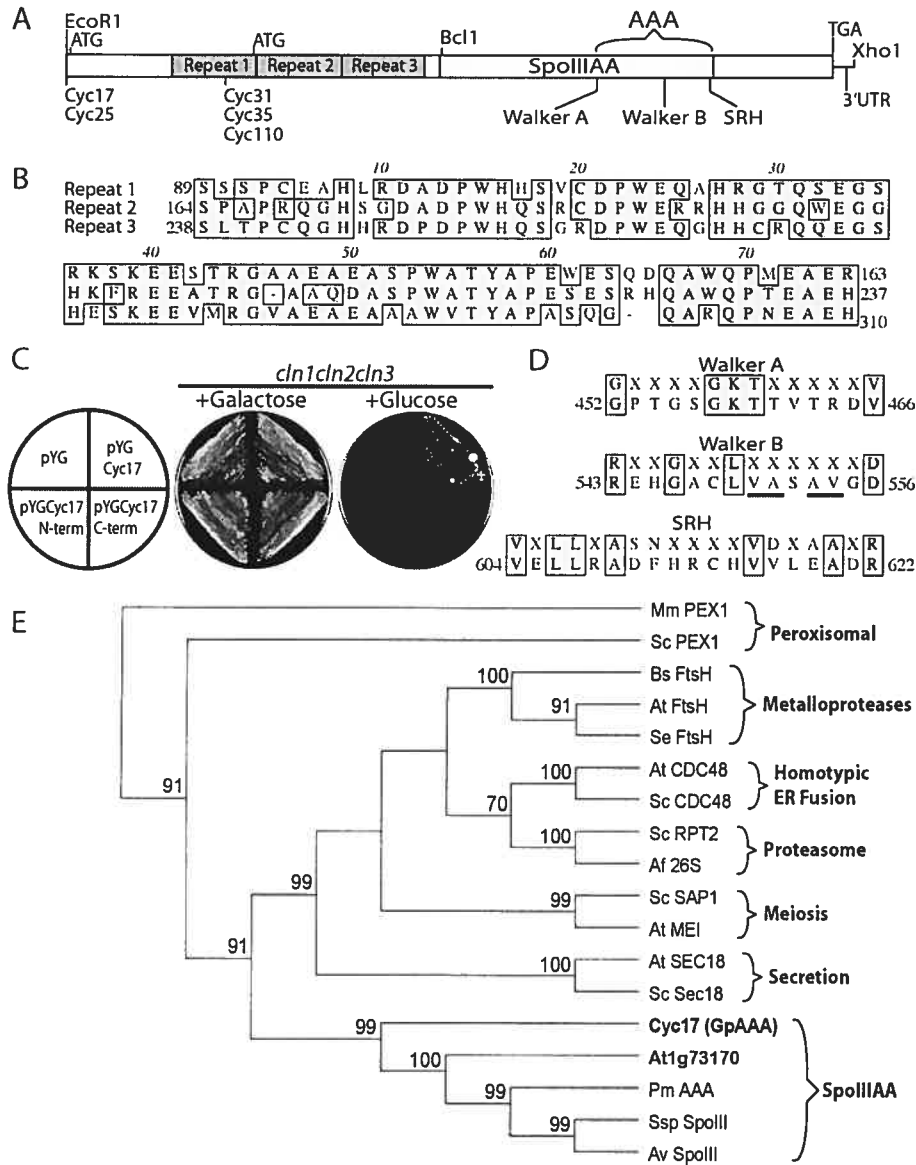 A
EcoR1
ATG
ATG
Bcl1
AAA
TGA
Xho1
Repeat 1
Repeat 2
Repeat 3
SpoIIIAA
Cyc17
Cyc25
Cyc31
Cyc35
Cyc110
Walker A
Walker B
SRH
3'UTR
B
10 20 30
Repeat 1 89 S S S P C E A H L R D A D P W H H S V C D P W E Q A H R G T Q S E G S
Repeat 2 164 S P A P R Q G H S G D A D P W H Q S R C D P W E R R H H G G Q W E G G
Repeat 3 238 S L T P C Q G H H R D P D P W H Q S G R D P W E Q G H H C R Q Q E G S
40 50 60 70
R K S K E E S T R G A A E A E A S P W A T Y A P E W E S Q D Q A W Q P M E A E R 163
H K F R E E A T R G - A A Q D A S P W A T Y A P E S E S R H Q A W Q P T E A E H 237
H E S K E E V M R G V A E A E A A A W V T Y A P A S Q G - Q A R Q P N E A E H 310
C
cln1cln2cln3
+Galactose
+Glucose
pYG
pYG
Cyc17
pYGCyc17
N-term
pYGCyc17
C-term
D
Walker A
G X X X X G K T X X X X X V
452 G P T G S G K T T V T R D V 466
Walker B
R X X G X X L X X X X X X D
543 R E H G A C L V A S A V G D 556
SRH
V X L L X A S N X X X X V D X A A X R
604 V E L L R A D F H R C H V V L E A D R 622
E
Mm PEX1
Sc PEX1
Peroxisomal
Bs FtsH
At FtsH
Se FtsH
Metalloproteases
At CDC48
Sc CDC48
Homotypic
ER Fusion
Sc RPT2
Af 26S
Proteasome
Sc SAP1
At MEI
Meiosis
At SEC18
Sc Sec18
Secretion
Cyc17 (GpAAA)
At1g73170
Pm AAA
Ssp SpoIII
Av SpoIII
SpoIIIAA
100
91
100
70
100
91
99
99
91
100
99
100
99
99